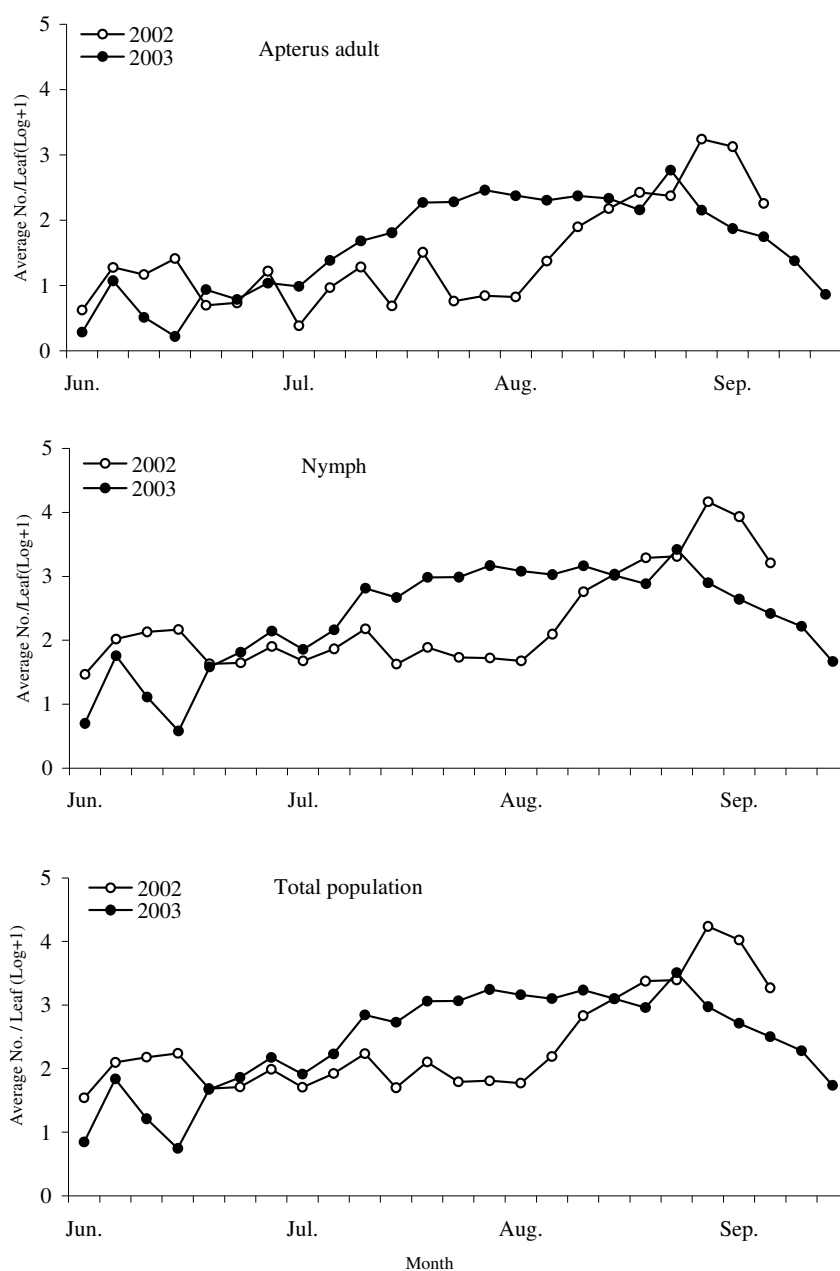 5
2002
2003
Apterus adult
4
3
2
1
0
Average No./Leaf(Log+1)
Jun. Jul. Aug. Sep.
5
2002
2003
Nymph
4
3
2
1
0
Average No./Leaf(Log+1)
Jun. Jul. Aug. Sep.
5
2002
2003
Total population
4
3
2
1
0
Average No. / Leaf (Log+1)
Jun. Jul. Aug. Sep.
Month